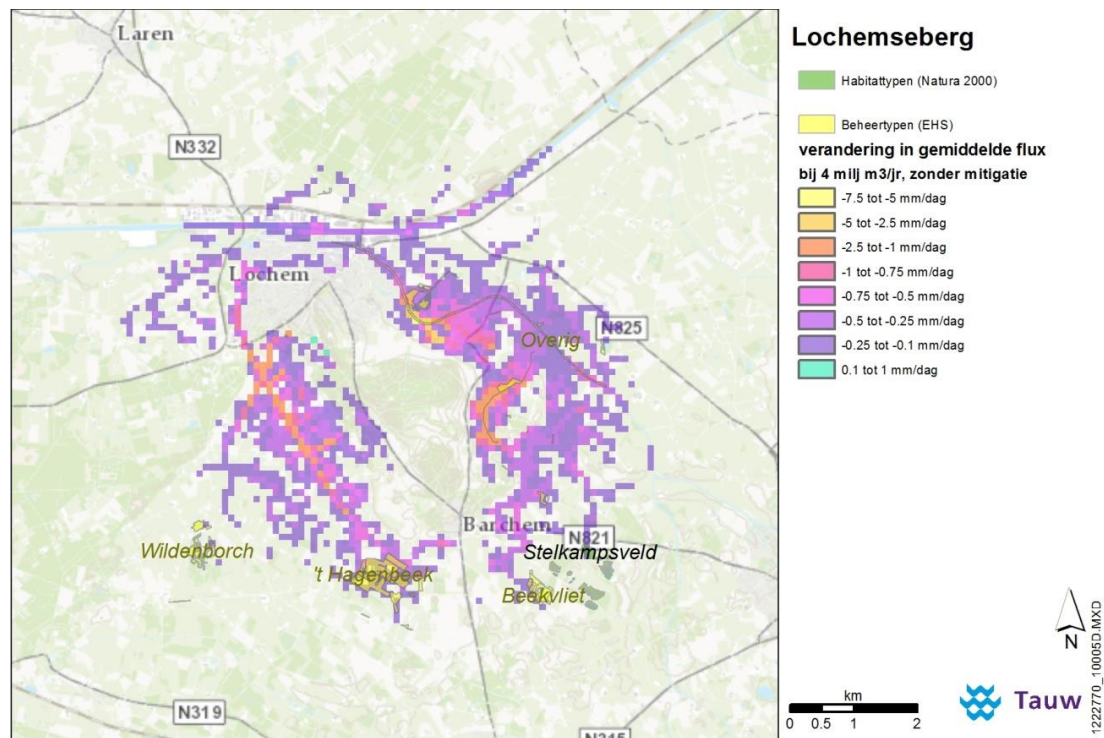 Laren
N332
Lochem
Overig
N825
Barchem
N821
Wildenborch
Stelkampsveld
't Hagenbeek
Beekvliet
N319
N315
Lochemseberg
Habitattypen (Natura 2000)
Beheertypen (EHS)
verandering in gemiddelde flux
bij 4 milj m3/jr, zonder mitigatie
-7.5 tot -5 mm/dag
-5 tot -2.5 mm/dag
-2.5 tot -1 mm/dag
-1 tot -0.75 mm/dag
-0.75 tot -0.5 mm/dag
-0.5 tot -0.25 mm/dag
-0.25 tot -0.1 mm/dag
0.1 tot 1 mm/dag
N
km
0 0.5 1 2
Tauw
1222770_10005D.MXD